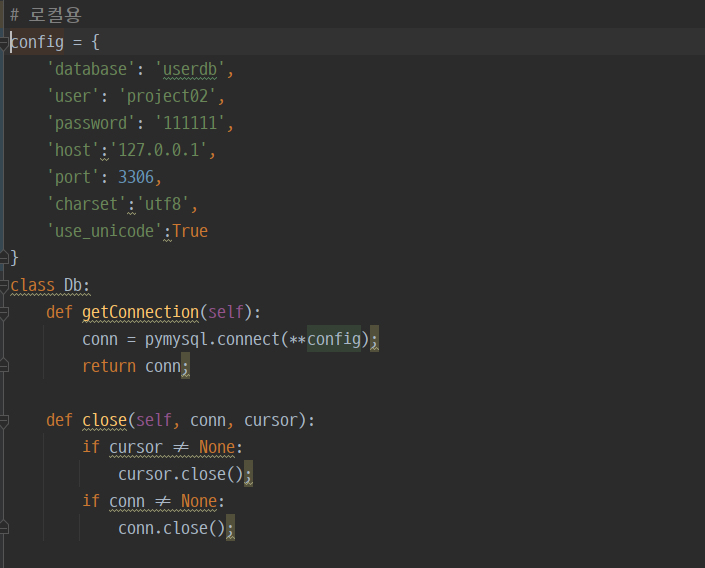 # 로컬용
config = {
'database': 'userdb',
'user': 'project02',
'password': '111111',
'host':'127.0.0.1',
'port': 3306,
'charset':'utf8',
'use_unicode':True
}
class Db:
def getConnection(self):
conn = pymysql.connect(**config);
return conn;
def close(self, conn, cursor):
if cursor ≠ None:
cursor.close();
if conn ≠ None:
conn.close();